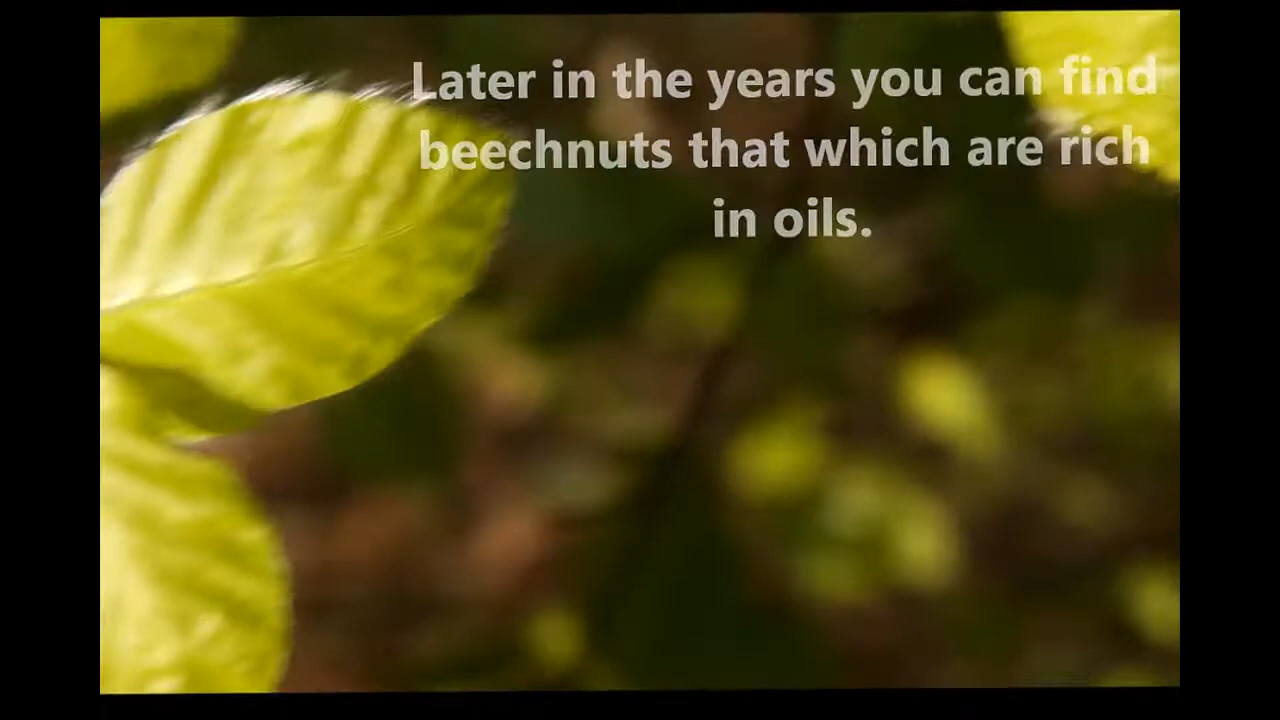 Later in the years you can find
beechnuts that which are rich
in oils.